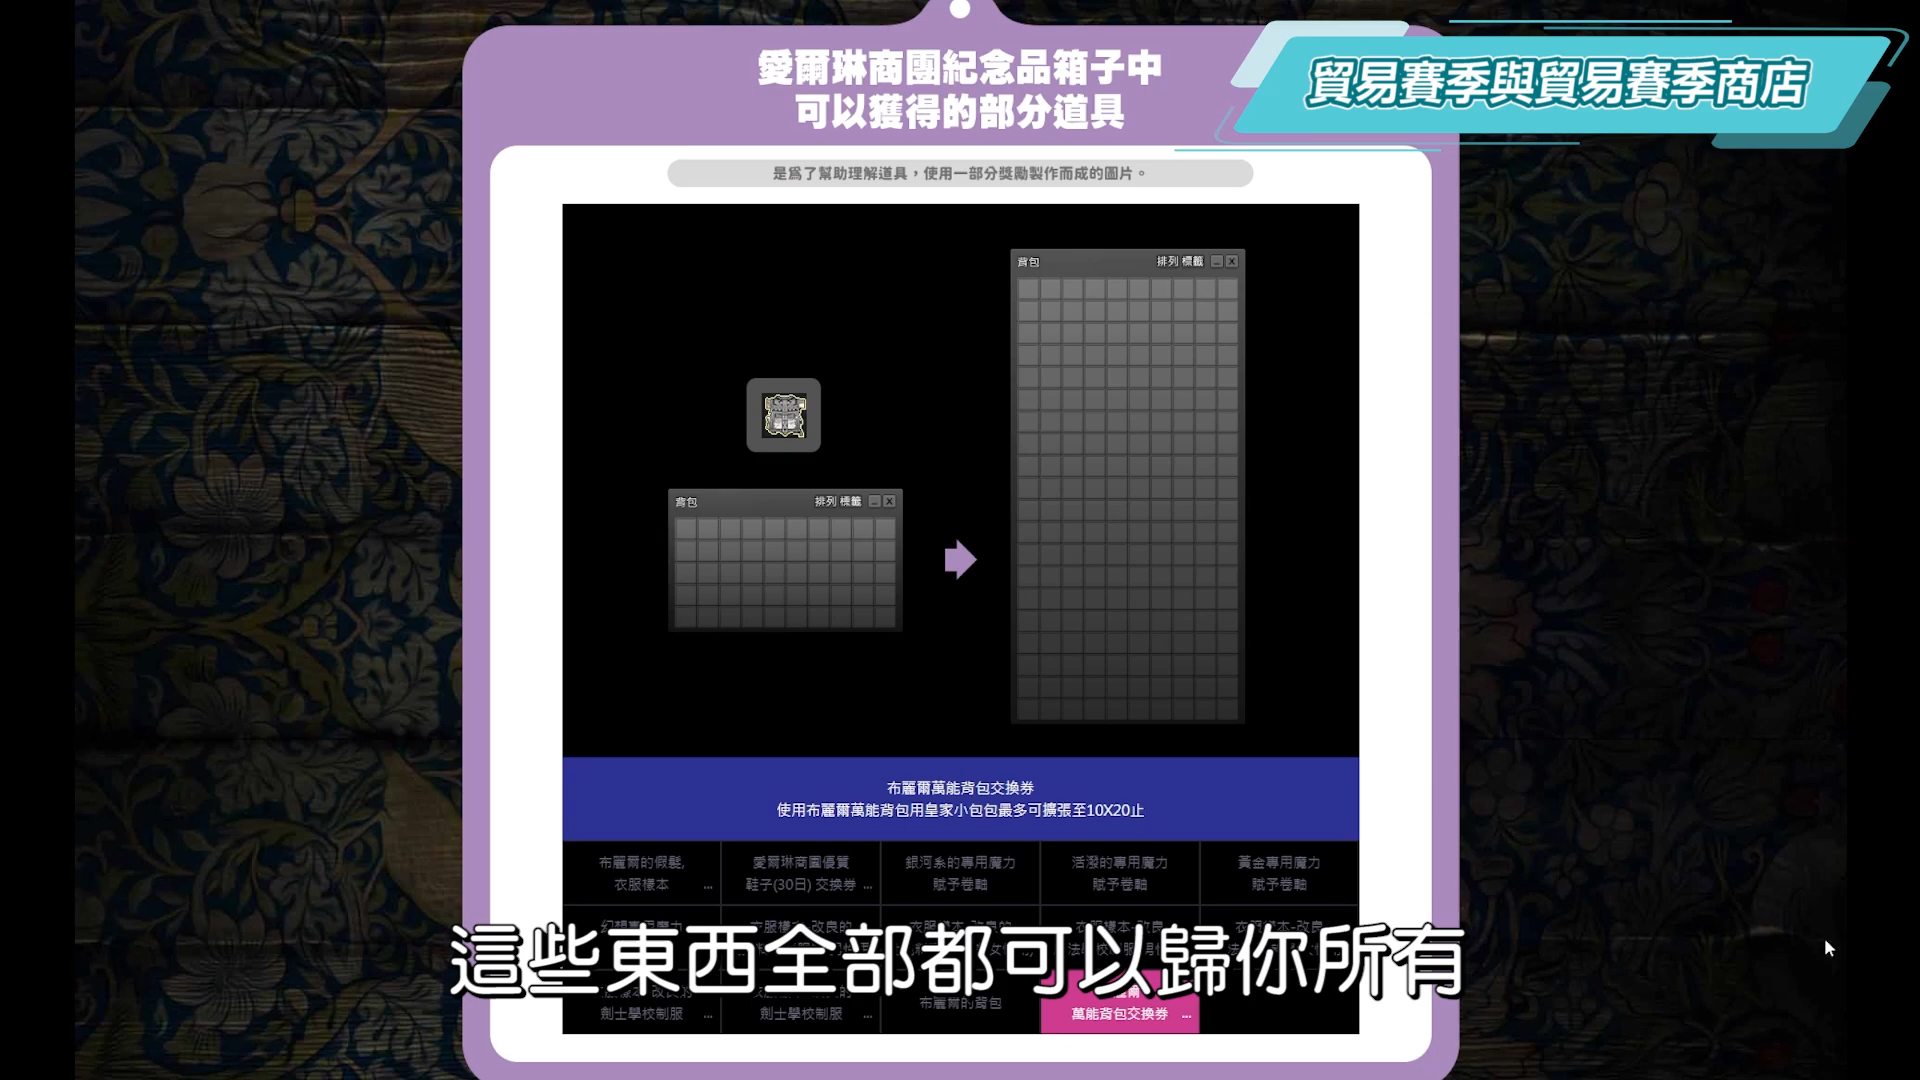 愛爾琳商團紀念品箱子中
可以獲得的部分道具
貿易賽季與貿易賽季商店
是為了幫助理解道具，使用一部分獎勵製作而成的圖片。
背包 排列 標籤
背包 排列 標籤
布麗爾萬能背包交換券
使用布麗爾萬能背包用皇家小包包最多可擴張至10X20止
布麗爾的假髮,
衣服樣本 ...
愛爾琳商團優質
鞋子(30日) 交換券 ...
銀河系的專用魔力
賦予卷軸
活潑的專用魔力
賦予卷軸
黃金專用魔力
賦予卷軸
這些東西全部都可以歸你所有
劍士學校制服 ...
劍士學校制服 ...
布麗爾的背包
萬能背包交換券 ...